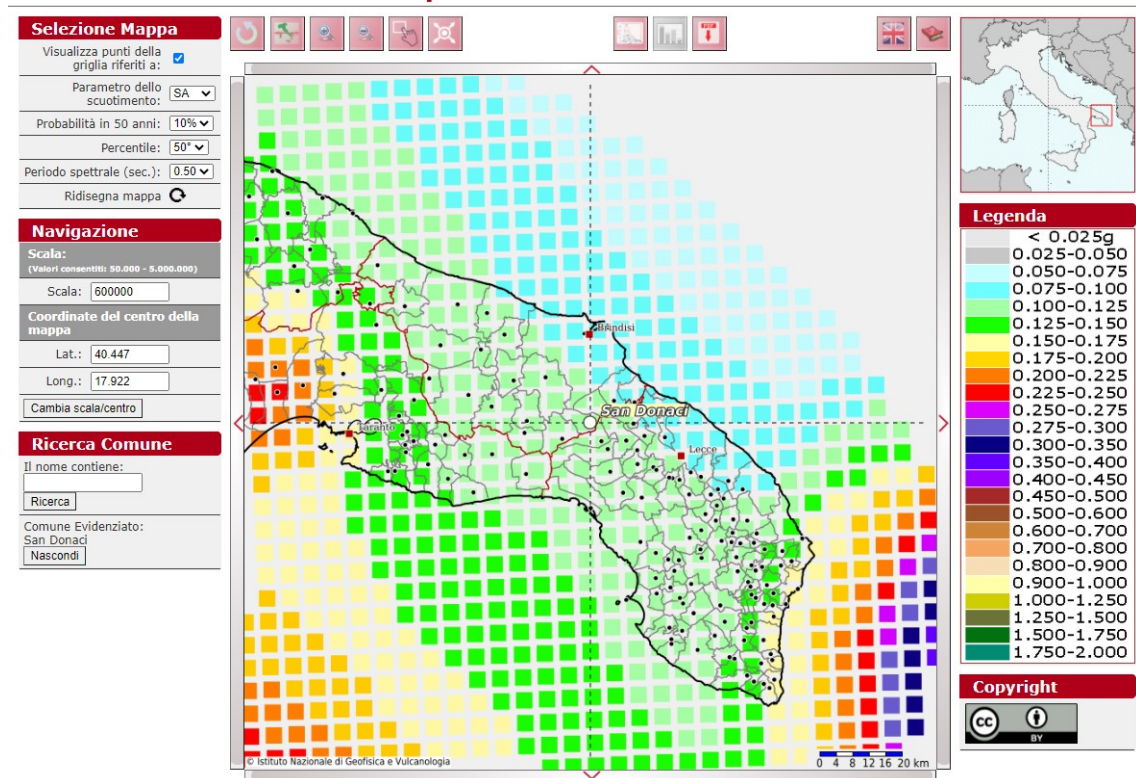 Selezione Mappa
Visualizza punti della
griglia riferiti a:
Parametro dello
scuotimento: SA
Probabilità in 50 anni: 10%
Percentile: 50°
Periodo spettrale (sec.): 0.50
Ridisegna mappa
Navigazione
Scala:
(Valori consentiti: 50.000 - 5.000.000)
Scala: 600000
Coordinate del centro della
mappa
Lat.: 40.447
Long.: 17.922
Cambia scala/centro
Ricerca Comune
Il nome contiene:
Ricerca
Comune Evidenziato:
San Donaci
Nascondi
Brindisi
San Donaci
Taranto
Lecce
© Istituto Nazionale di Geofisica e Vulcanologia
0 4 8 12 16 20 km
Legenda
< 0.025g
0.025-0.050
0.050-0.075
0.075-0.100
0.100-0.125
0.125-0.150
0.150-0.175
0.175-0.200
0.200-0.225
0.225-0.250
0.250-0.275
0.275-0.300
0.300-0.350
0.350-0.400
0.400-0.450
0.450-0.500
0.500-0.600
0.600-0.700
0.700-0.800
0.800-0.900
0.900-1.000
1.000-1.250
1.250-1.500
1.500-1.750
1.750-2.000
Copyright
cc
BY